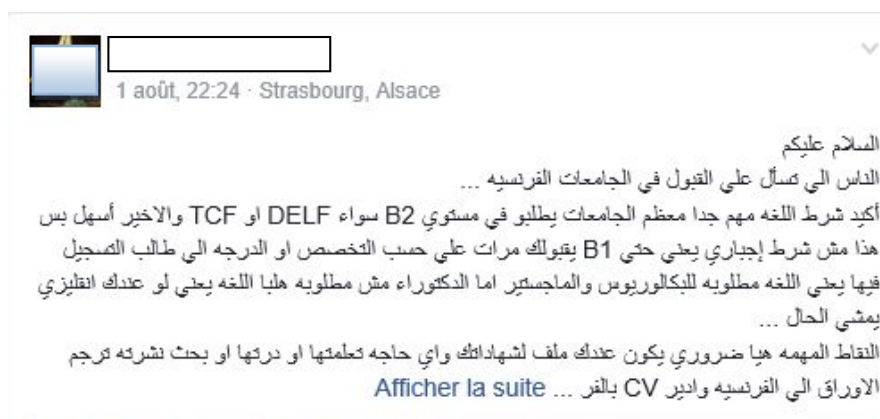 1 août, 22:24 · Strasbourg, Alsace
السلام عليكم
الناس الي تسأل علي القبول في الجامعات الفرنسيه ...
أكيد شرط اللغه مهم جدا معظم الجامعات يطلبو في مستوي B2 سواء DELF او TCF والاخير أسهل بس
هذا مش شرط إجباري يعني حتي B1 يقبولك مرات علي حسب التخصص او الدرجه الي طالب التسجيل
فيها يعني اللغه مطلوبه للبكالوريوس والماجستير اما الدكتوراء مش مطلوبه هلبا اللغه يعني لو عندك انقليزي
يمشي الحال ...
النقاط المهمه هيا ضروري يكون عندك ملف لشهاداتك واي حاجه تعلمتها او درتها او بحث نشرته ترجم
الاوراق الي الفرنسيه وادير CV بالفر ... Afficher la suite